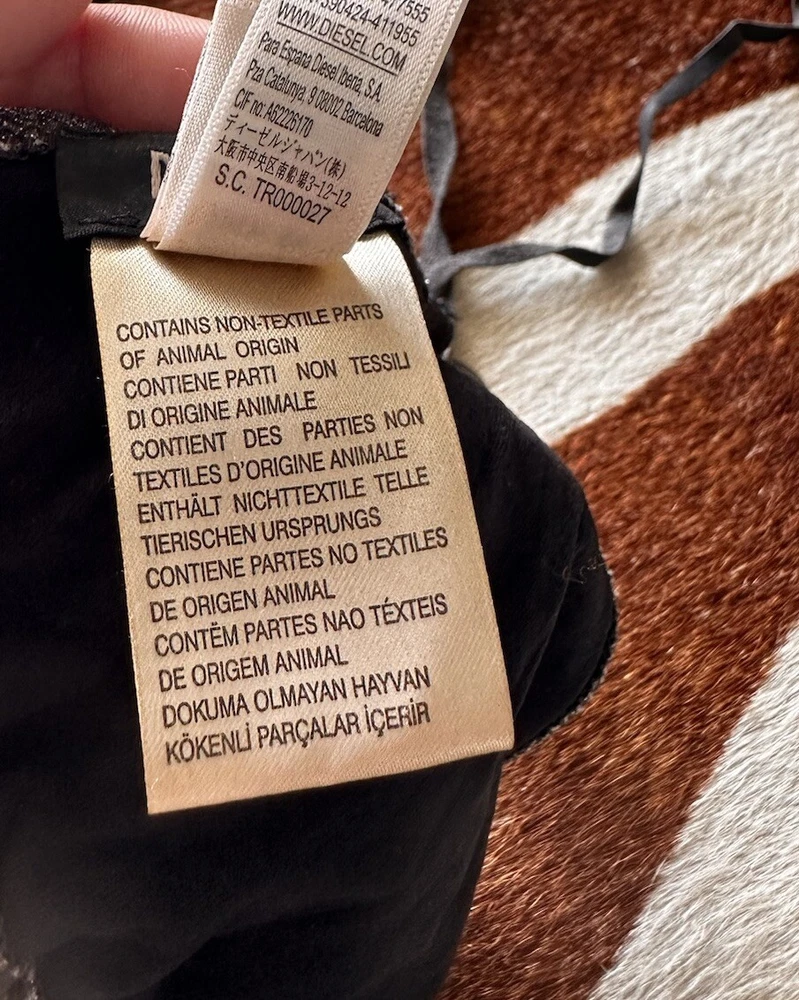 WWW.DIESEL.COM
Para España Diesel Iberia, S.A.
Pza Catalunya, 9 08002 Barcelona
CIF no: A62226170
ディーゼルジャパン(株)
大阪市中央区南船場3-12-12
S.C. TR000027
CONTAINS NON-TEXTILE PARTS
OF ANIMAL ORIGIN
CONTIENE PARTI NON TESSILI
DI ORIGINE ANIMALE
CONTIENT DES PARTIES NON
TEXTILES D'ORIGINE ANIMALE
ENTHÄLT NICHTTEXTILE TELLE
TIERISCHEN URSPRUNGS
CONTIENE PARTES NO TEXTILES
DE ORIGEN ANIMAL
CONTËM PARTES NAO TÉXTEIS
DE ORIGEM ANIMAL
DOKUMA OLMAYAN HAYVAN
KÖKENLİ PARÇALAR İÇERİR